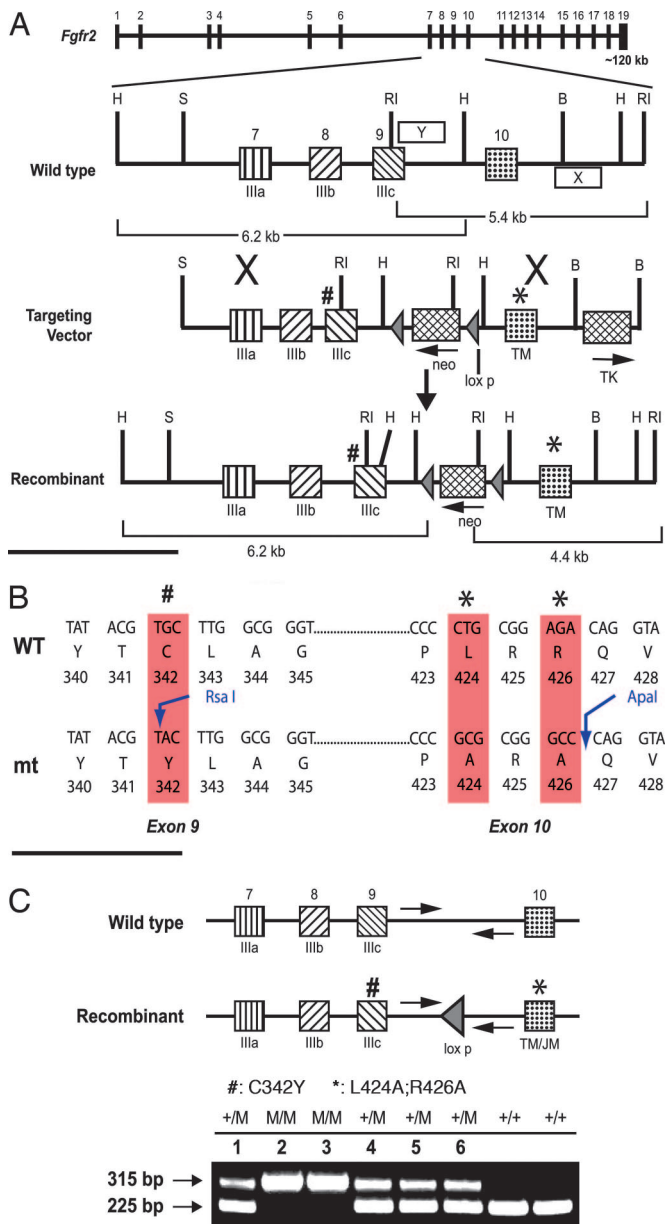 A
1 2 3 4 5 6 7 8 9 10 11 12 13 14 15 16 17 18 19
Fgfr2
~120 kb
H S RI H B H RI
7 8 9 Y 10
Wild type
X
IIIa IIIb IIIc
5.4 kb
6.2 kb
S X RI H RI H X B B
# *
Targeting
Vector
IIIa IIIb IIIc neo TM TK
lox p
H S RI H H RI H B H RI
# *
Recombinant
IIIa IIIb IIIc neo TM
6.2 kb 4.4 kb
B
# * *
WT
TAT ACG TGC TTG GCG GGT..............................CCC CTG CGG AGA CAG GTA
Y T C L A G P L R R Q V
340 341 342 343 344 345 423 424 425 426 427 428
Rsa I ApaI
mt
TAT ACG TAC TTG GCG GGT..............................CCC GCG CGG GCC CAG GTA
Y T Y L A G P A R A Q V
340 341 342 343 344 345 423 424 425 426 427 428
Exon 9 Exon 10
C
7 8 9 10
Wild type
IIIa IIIb IIIc
# *
Recombinant
IIIa IIIb IIIc lox p TM/JM
#: C342Y *: L424A;R426A
+/M M/M M/M +/M +/M +/M +/+ +/+
1 2 3 4 5 6
315 bp
225 bp